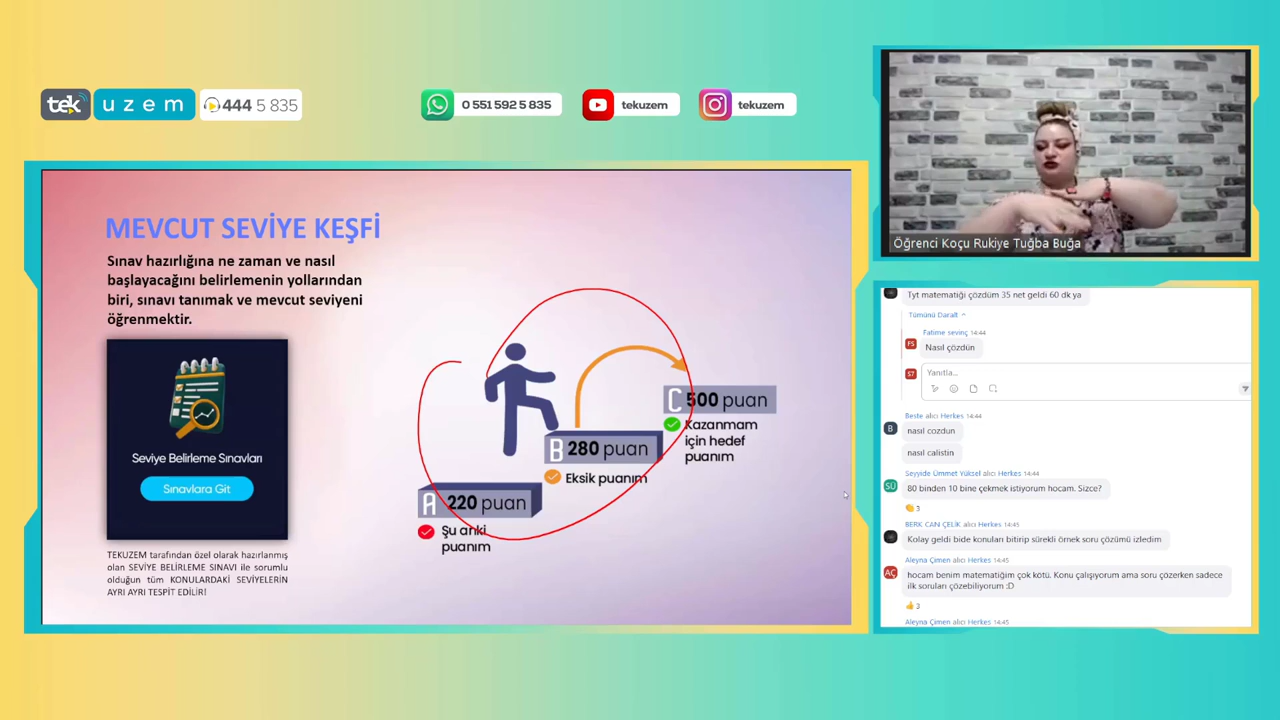 tek uzem 444 5 835
0 551 592 5 835
tekuzem
tekuzem
MEVCUT SEVİYE KEŞFİ
Sınav hazırlığına ne zaman ve nasıl
başlayacağını belirlemenin yollarından
biri, sınavı tanımak ve mevcut seviyeni
öğrenmektir.
Seviye Belirleme Sınavları
Sınavlara Git
TEKUZEM tarafından özel olarak hazırlanmış
olan SEVİYE BELİRLEME SINAVI ile sorumlu
olduğun tüm KONULARDAKİ SEVİYELERİN
AYRI AYRI TESPİT EDİLİR!
C 500 puan
Kazanmam
için hedef
puanım
B 280 puan
Eksik puanım
A 220 puan
Şu anki
puanım
Öğrenci Koçu Rukiye Tuğba Buğa
Tyt matematiği çözdüm 35 net geldi 60 dk ya
Tümünü Daralt
Fatime sevinç 14:44
FS
Nasıl çözdün
S7
Yanıtla...
Beste alıcı Herkes 14:44
B
nasıl cozdun
nasil calistin
Seyyide Ümmet Yüksel alıcı Herkes 14:44
SÜ
80 binden 10 bine çekmek istiyorum hocam. Sizce?
3
BERK CAN ÇELİK alıcı Herkes 14:45
Kolay geldi bide konuları bitirip sürekli örnek soru çözümü izledim
Aleyna Çimen alıcı Herkes 14:45
AÇ
hocam benim matematiğim çok kötü. Konu çalışıyorum ama soru çözerken sadece
ilk soruları çözebiliyorum :D
3
Aleyna Çimen alıcı Herkes 14:45